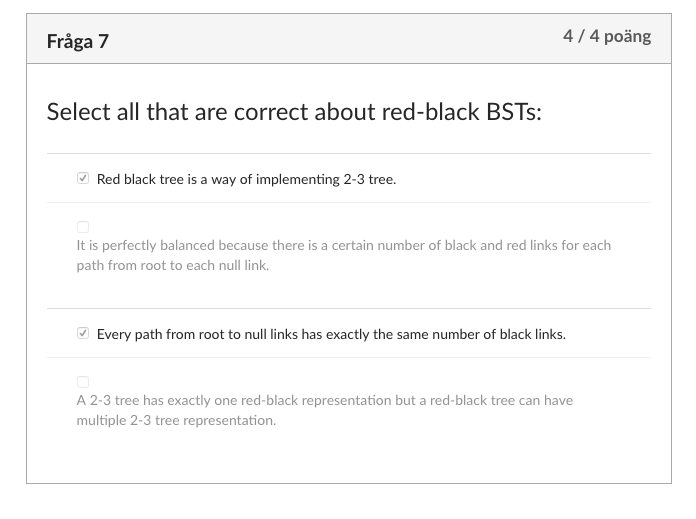 Fråga 7
4 / 4 poäng
Select all that are correct about red-black BSTs:
Red black tree is a way of implementing 2-3 tree.
It is perfectly balanced because there is a certain number of black and red links for each
path from root to each null link.
Every path from root to null links has exactly the same number of black links.
A 2-3 tree has exactly one red-black representation but a red-black tree can have
multiple 2-3 tree representation.